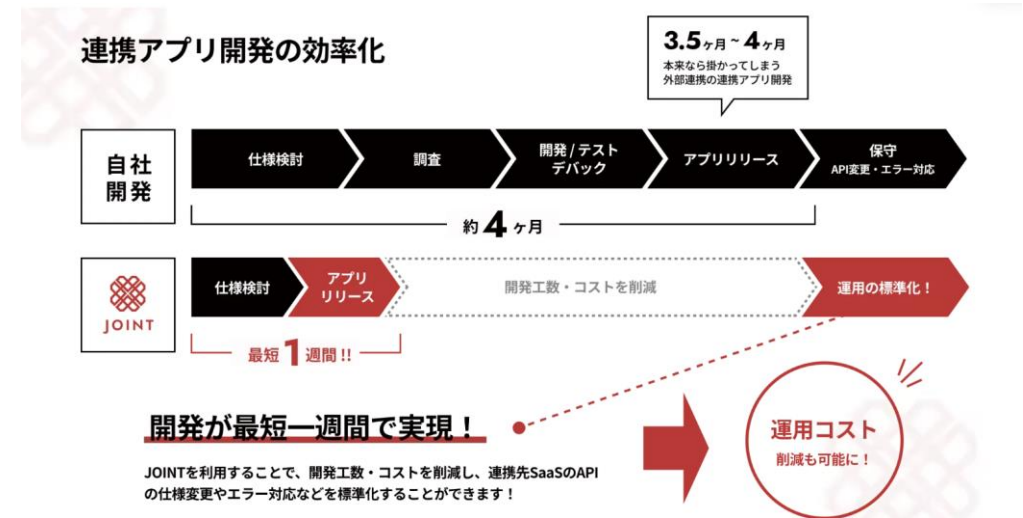 連携アプリ開発の効率化
3.5ヶ月~4ヶ月
本来なら掛かってしまう
外部連携の連携アプリ開発
自社
開発
仕様検討
調査
開発/テスト
デバック
アプリリリース
保守
API変更・エラー対応
約4ヶ月
JOINT
仕様検討
アプリ
リリース
開発工数・コストを削減
運用の標準化！
最短1週間!!
開発が最短一週間で実現！
JOINTを利用することで、開発工数・コストを削減し、連携先SaaSのAPI
の仕様変更やエラー対応などを標準化することができます！
運用コスト
削減も可能に！